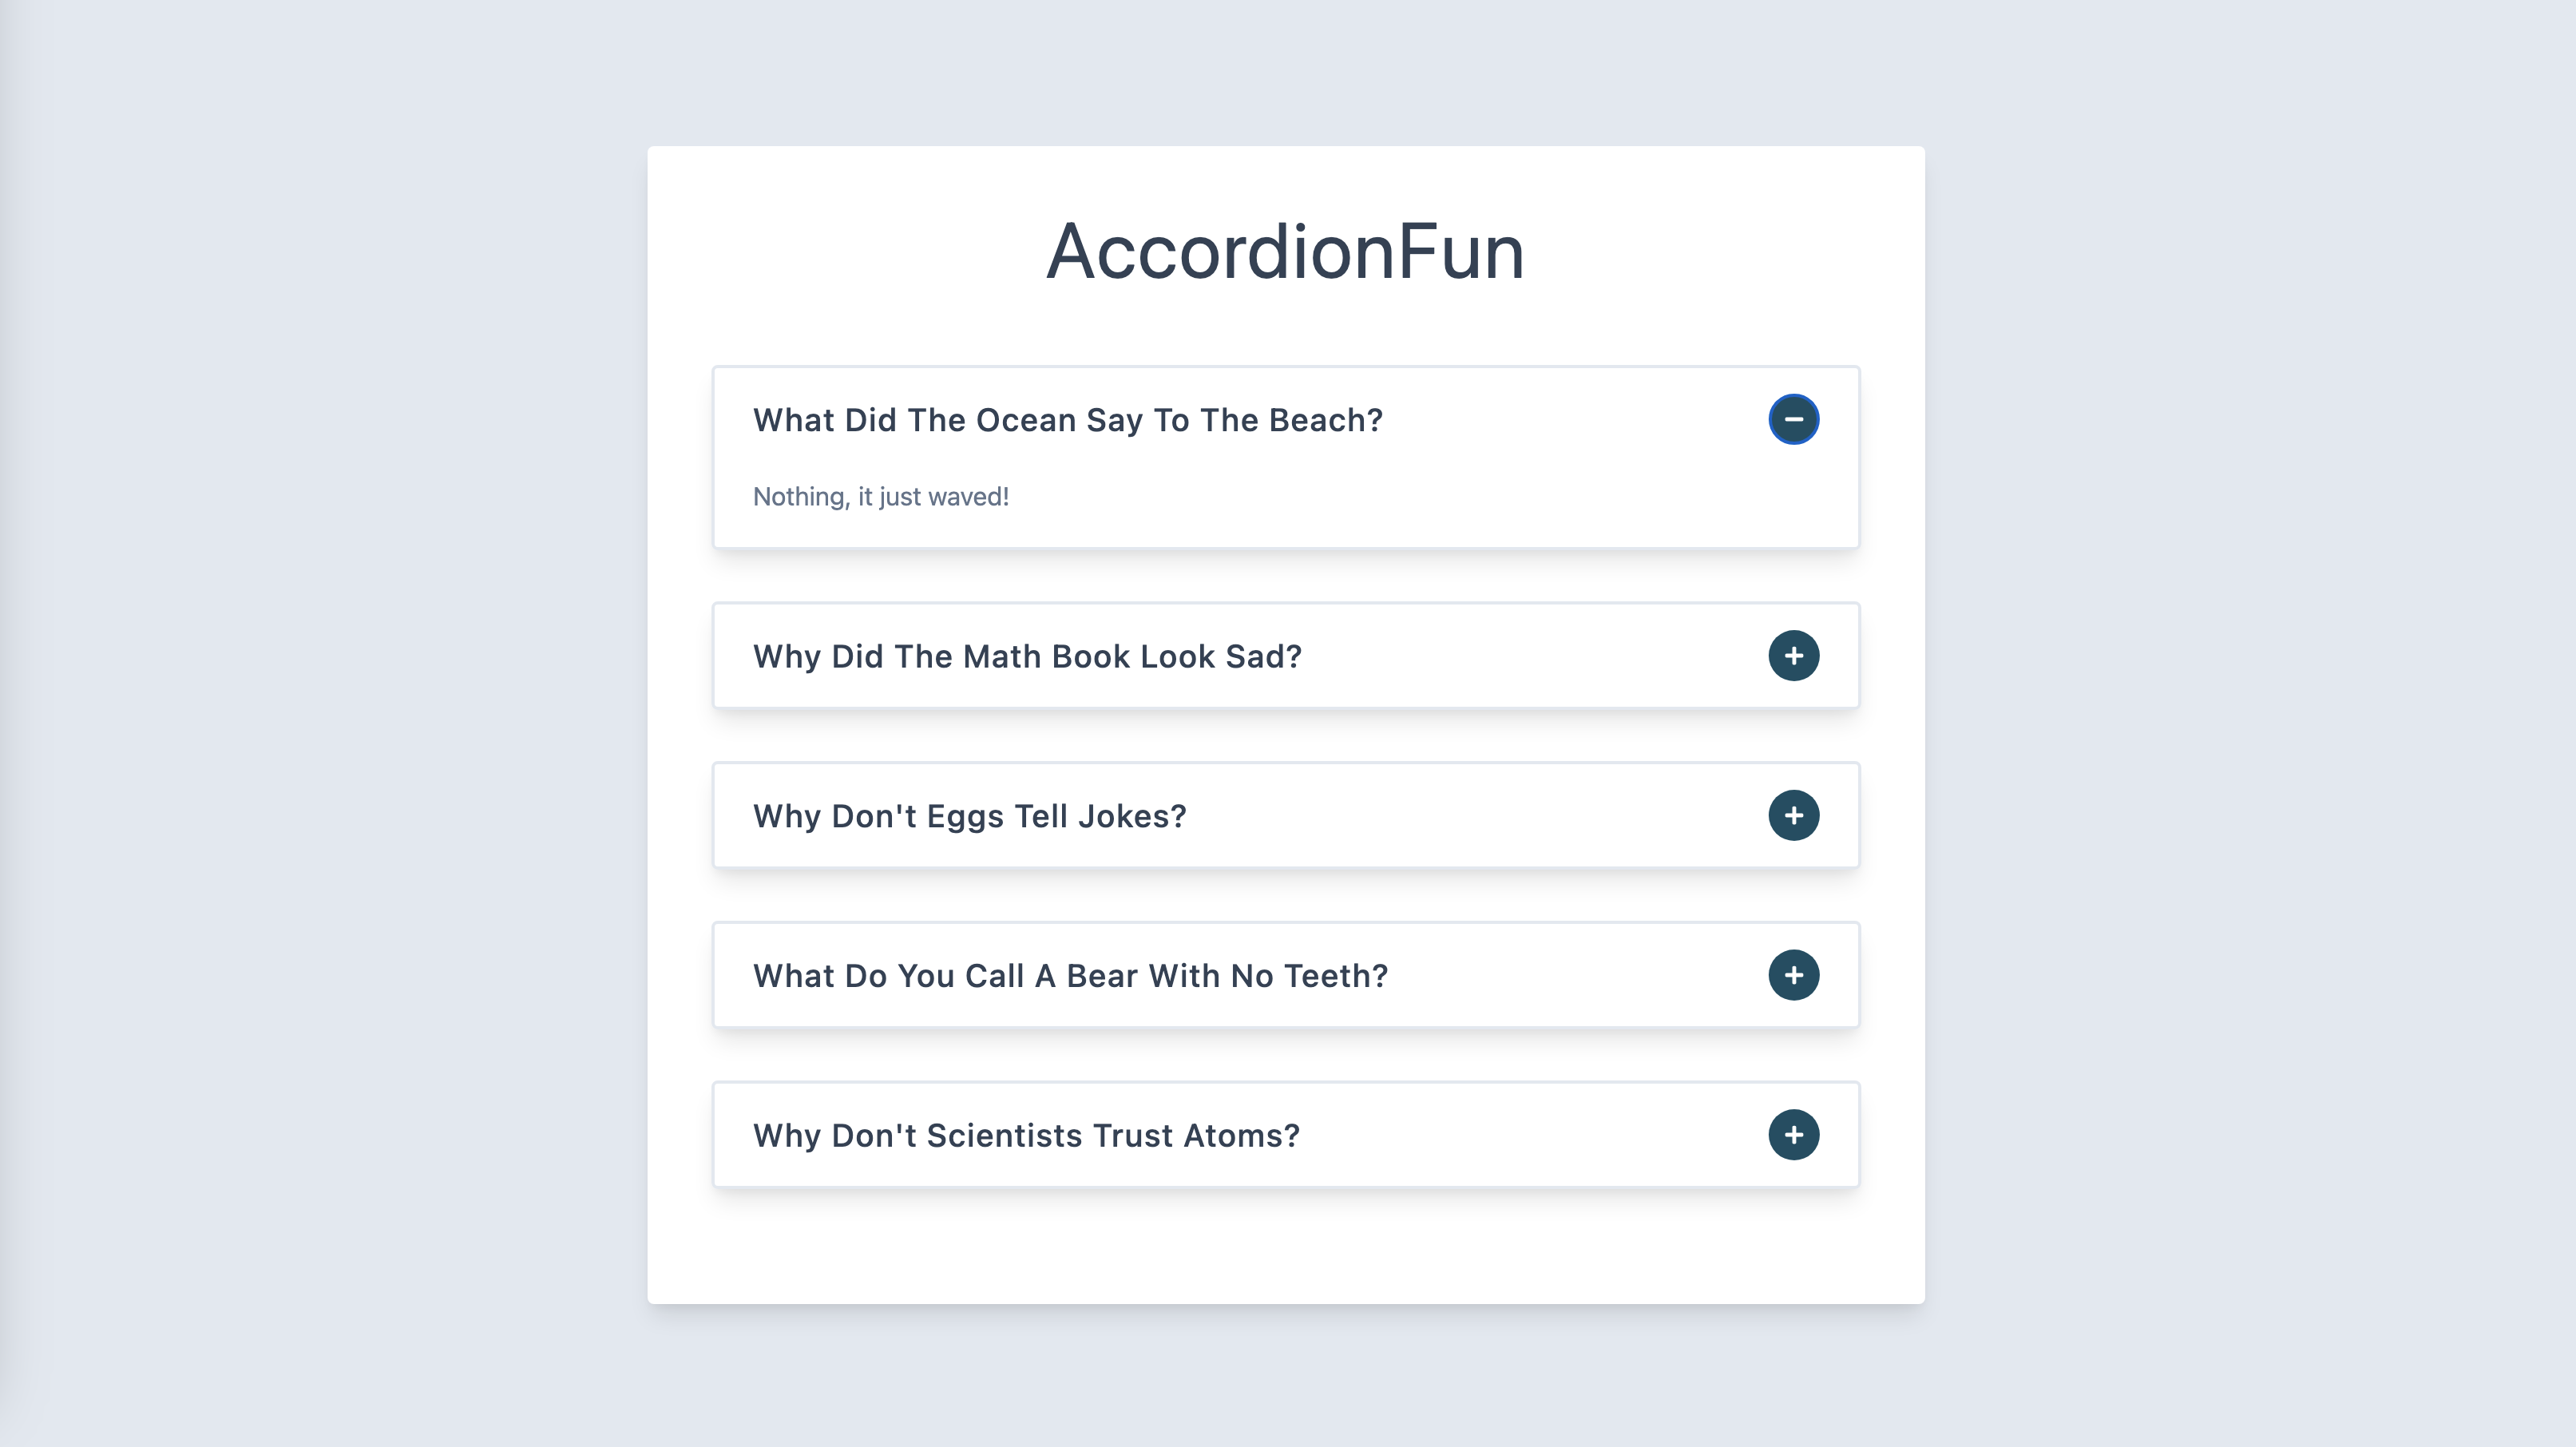 AccordionFun
What Did The Ocean Say To The Beach?
Nothing, it just waved!
Why Did The Math Book Look Sad?
Why Don't Eggs Tell Jokes?
What Do You Call A Bear With No Teeth?
Why Don't Scientists Trust Atoms?